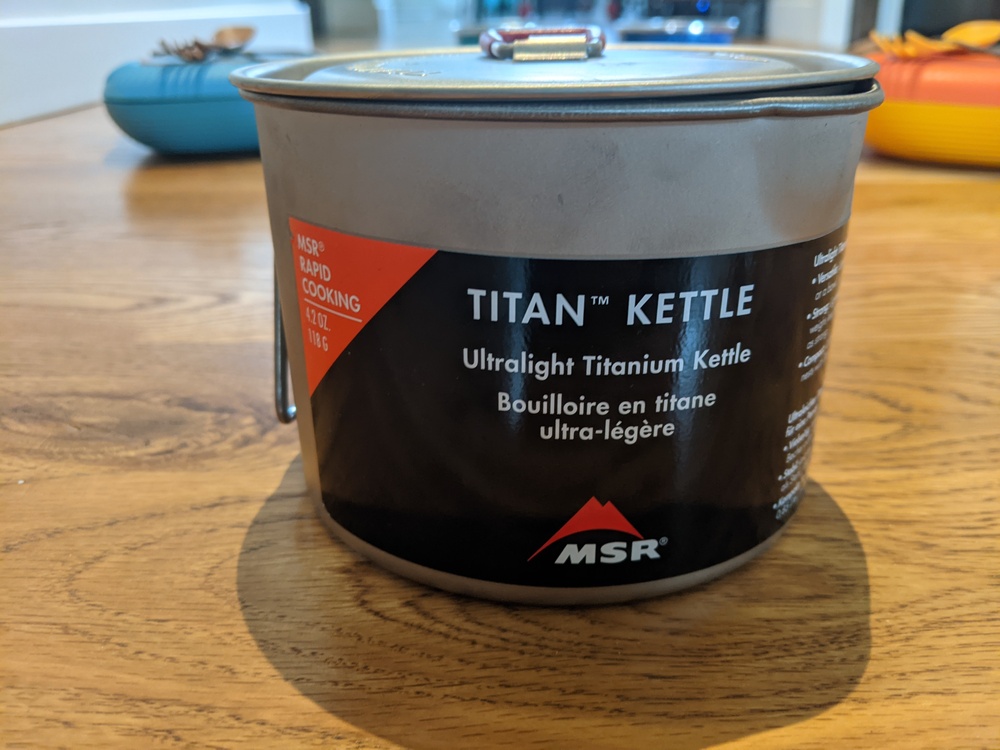 MSR®
RAPID
COOKING
4.2 OZ.
118 G
TITAN™ KETTLE
Ultralight Titanium Kettle
Bouilloire en titane
ultra-légère
MSR®